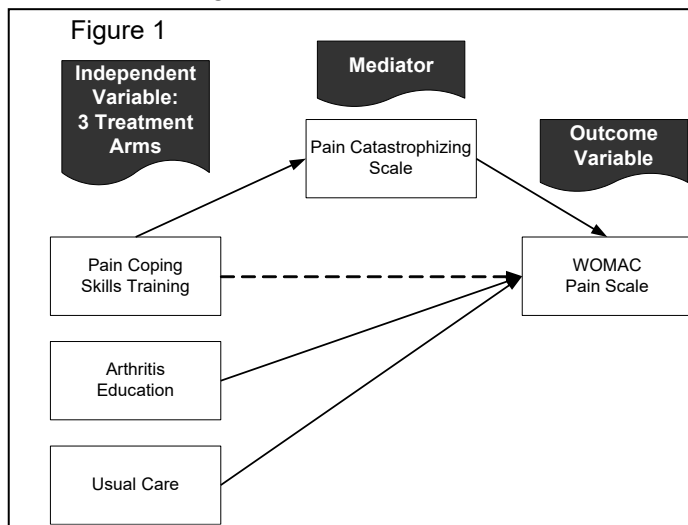 Figure 1
Independent
Variable:
3 Treatment
Arms
Mediator
Outcome
Variable
Pain Catastrophizing
Scale
Pain Coping
Skills Training
WOMAC
Pain Scale
Arthritis
Education
Usual Care